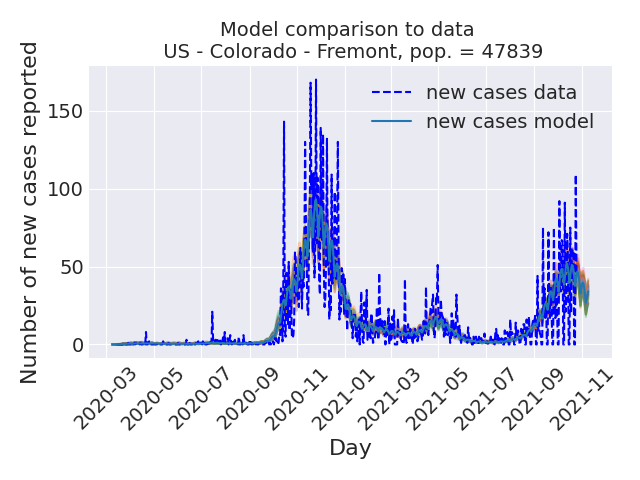 Model comparison to data
US - Colorado - Fremont, pop. = 47839
Number of new cases reported
150
100
50
0
new cases data
new cases model
2020-03
2020-05
2020-07
2020-09
2020-11
2021-01
2021-03
2021-05
2021-07
2021-09
2021-11
Day